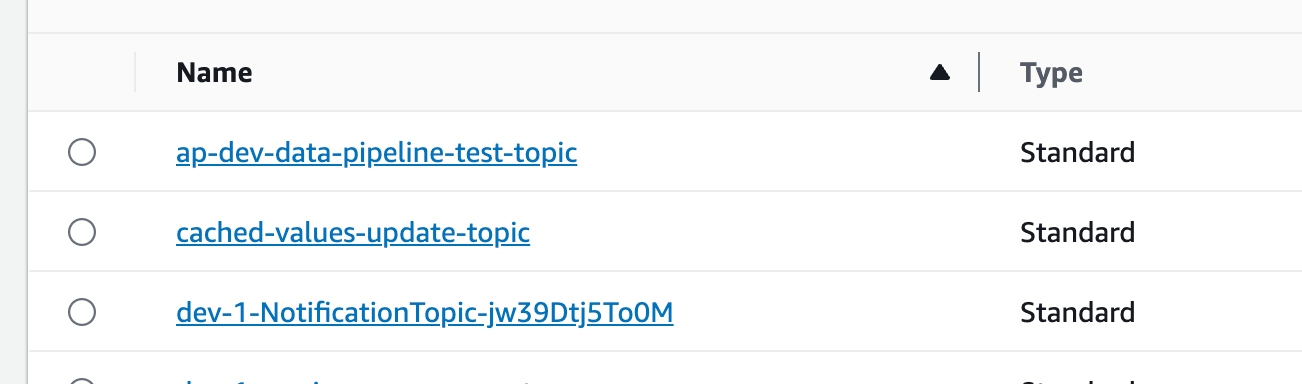 Name ▲ Type
ap-dev-data-pipeline-test-topic Standard
cached-values-update-topic Standard
dev-1-NotificationTopic-jw39Dtj5To0M Standard